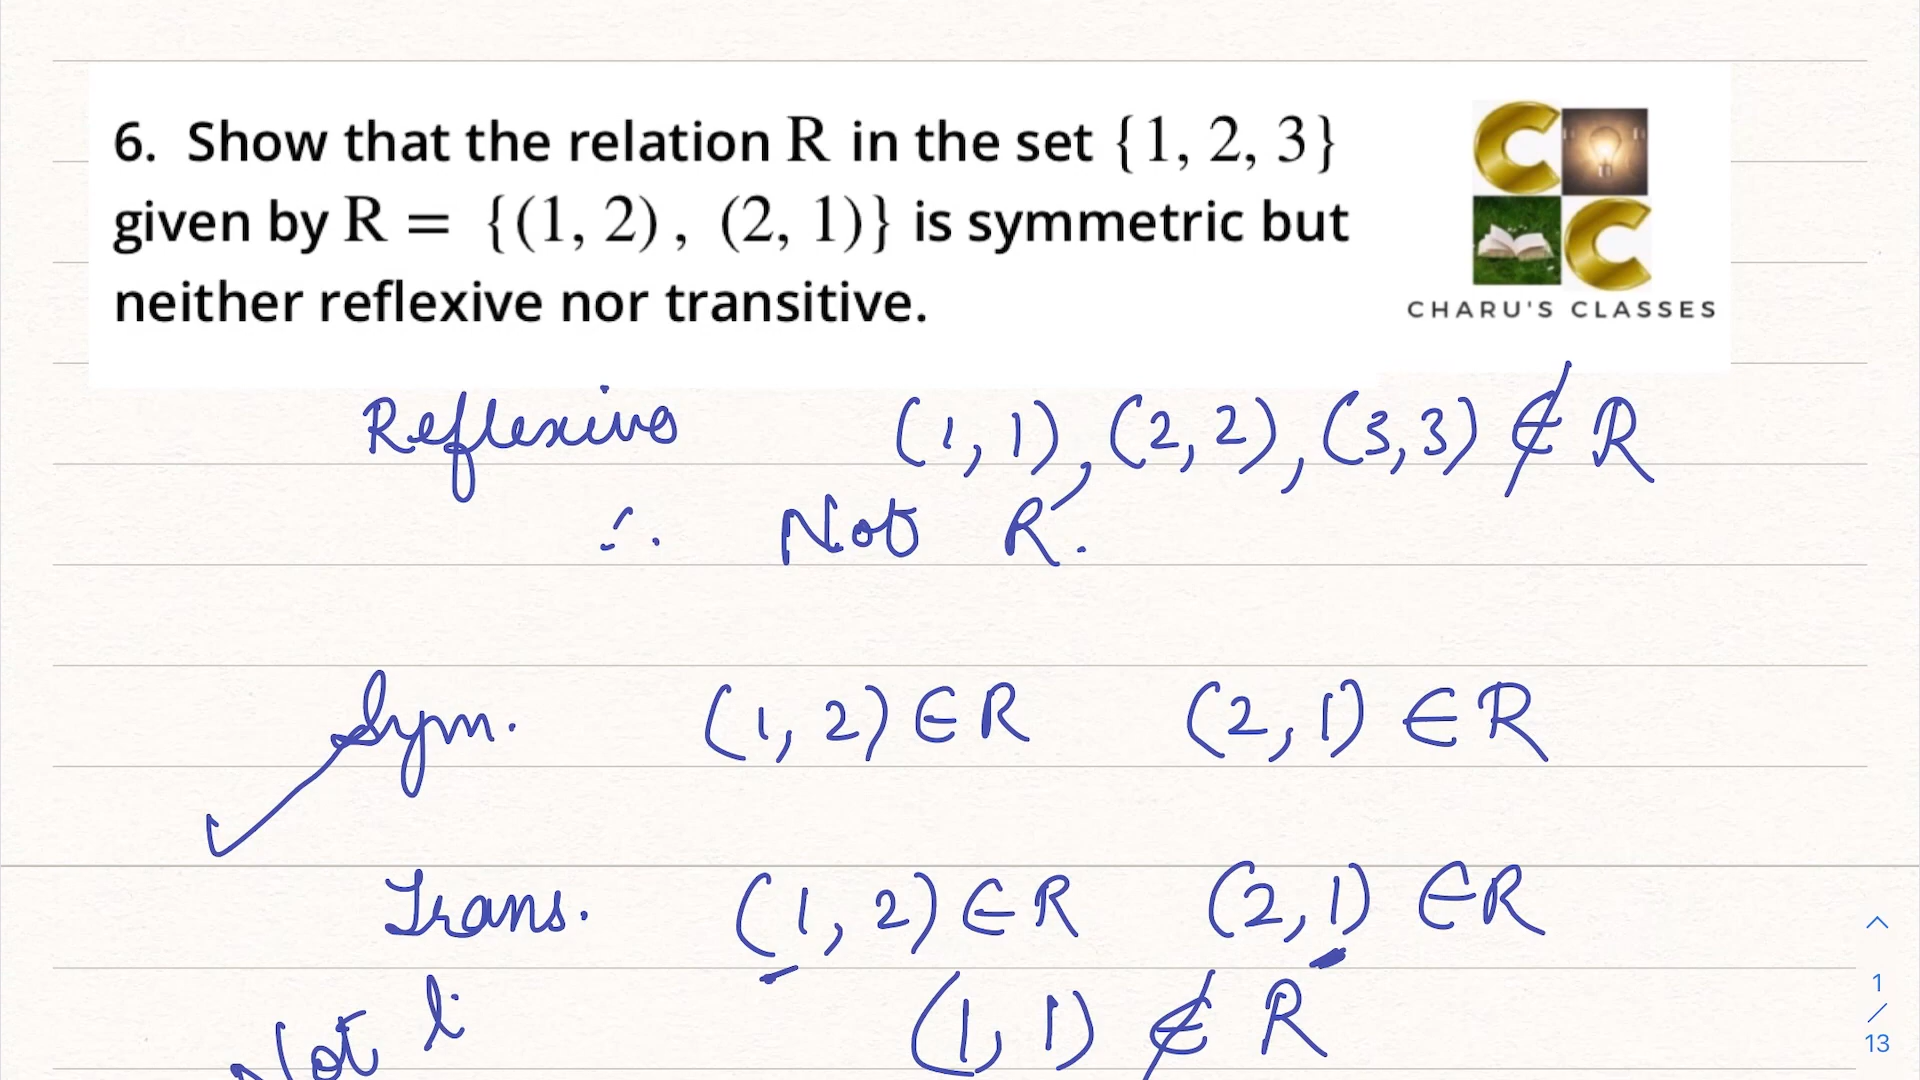 6. Show that the relation R in the set {1, 2, 3}
given by R = {(1, 2) , (2, 1)} is symmetric but
neither reflexive nor transitive.
CHARU'S CLASSES
Reflexive (1,1), (2,2), (3,3) ∉ R
∴ Not R.
Sym. (1,2) ∈ R (2,1) ∈ R
Trans. (1,2) ∈ R (2,1) ∈ R
(1,1) ∉ R
Not
1
/
13